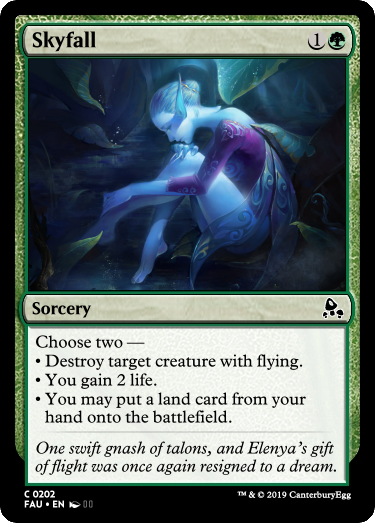 Skyfall 1
Sorcery
Choose two —
• Destroy target creature with flying.
• You gain 2 life.
• You may put a land card from your
hand onto the battlefield.
One swift gnash of talons, and Elenya's gift
of flight was once again resigned to a dream.
C 0202
FAU • EN
™ & © 2019 CanterburyEgg